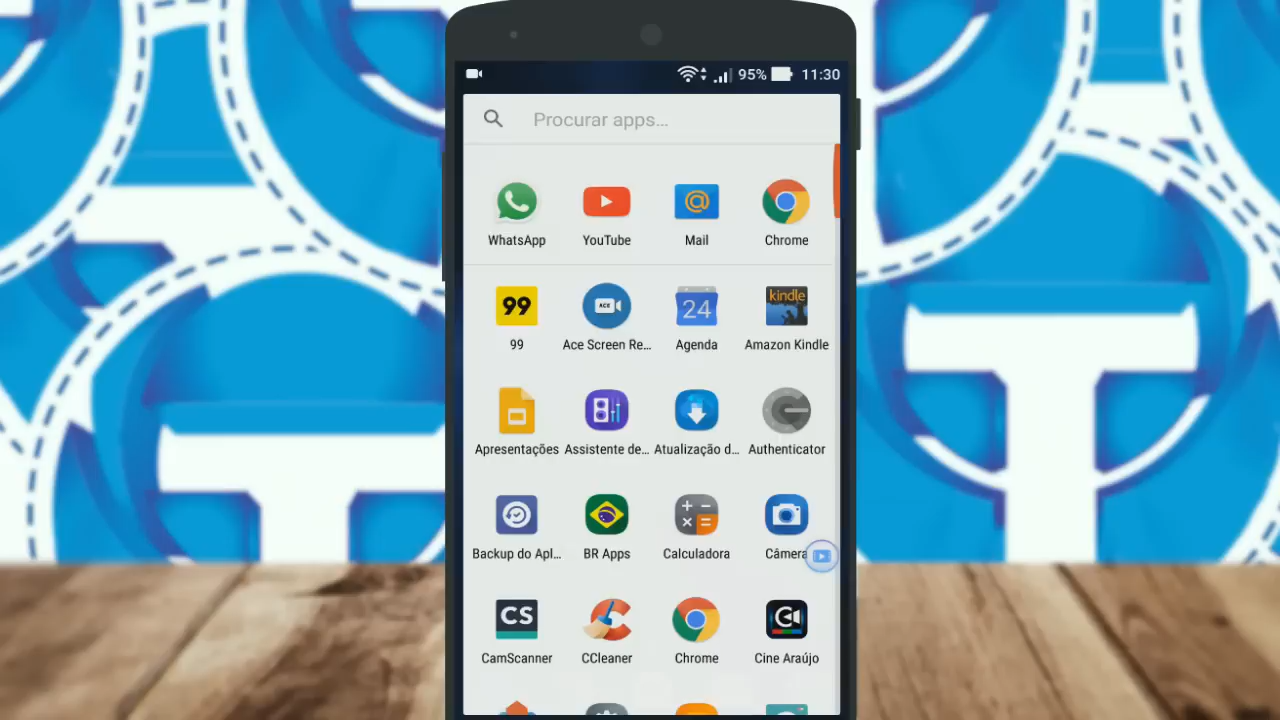 95% 11:30
Procurar apps...
WhatsApp YouTube Mail Chrome
99 ACE 24 kindle
99 Ace Screen Re... Agenda Amazon Kindle
Apresentações Assistente de... Atualização d... Authenticator
Backup do Apl... BR Apps Calculadora Câmera
CS
CamScanner CCleaner Chrome Cine Araújo